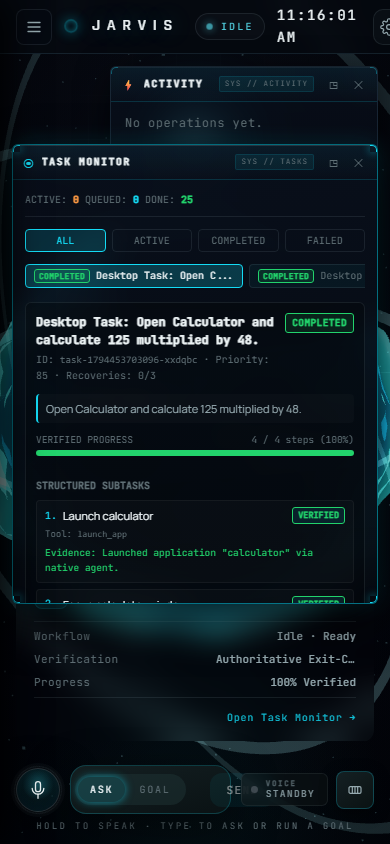 JARVIS
IDLE
11:16:01
AM
ACTIVITY
SYS // ACTIVITY
No operations yet.
TASK MONITOR
SYS // TASKS
ACTIVE: 0 QUEUED: 0 DONE: 25
ALL
ACTIVE
COMPLETED
FAILED
COMPLETED Desktop Task: Open C...
COMPLETED Desktop
Desktop Task: Open Calculator and
calculate 125 multiplied by 48.
COMPLETED
ID: task-1794453703096-xxdqbc · Priority:
85 · Recoveries: 0/3
Open Calculator and calculate 125 multiplied by 48.
VERIFIED PROGRESS
4 / 4 steps (100%)
STRUCTURED SUBTASKS
1. Launch calculator
VERIFIED
Tool: launch_app
Evidence: Launched application "calculator" via
native agent.
Workflow
Idle · Ready
Verification
Authoritative Exit-C…
Progress
100% Verified
Open Task Monitor →
ASK
GOAL
SE
VOICE
STANDBY
HOLD TO SPEAK · TYPE TO ASK OR RUN A GOAL